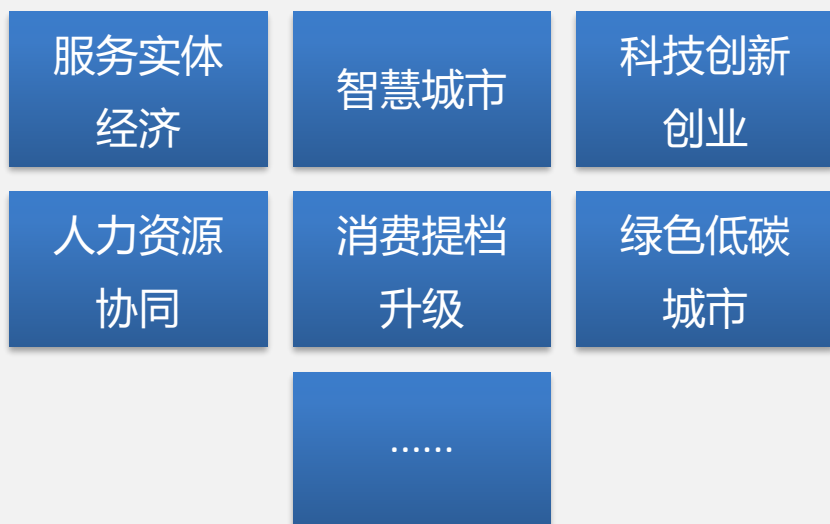 服务实体
经济
智慧城市
科技创新
创业
人力资源
协同
消费提档
升级
绿色低碳
城市
……